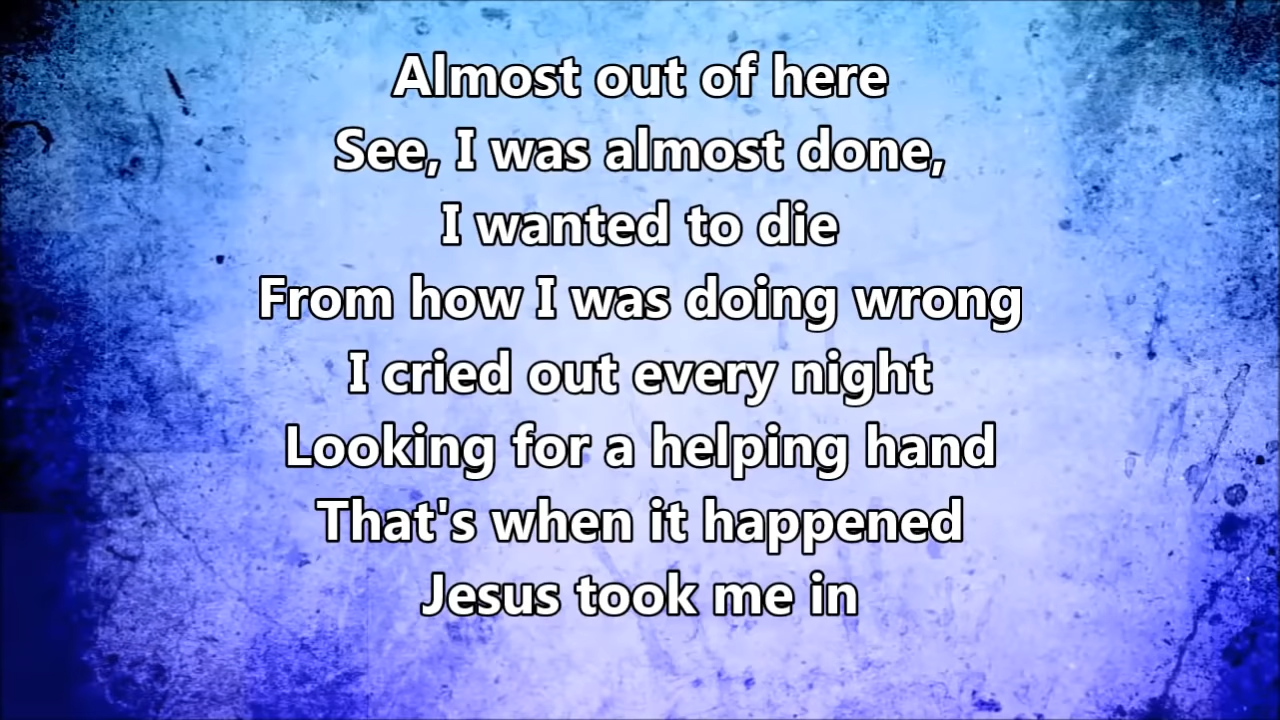 Almost out of here
See, I was almost done,
I wanted to die
From how I was doing wrong
I cried out every night
Looking for a helping hand
That's when it happened
Jesus took me in